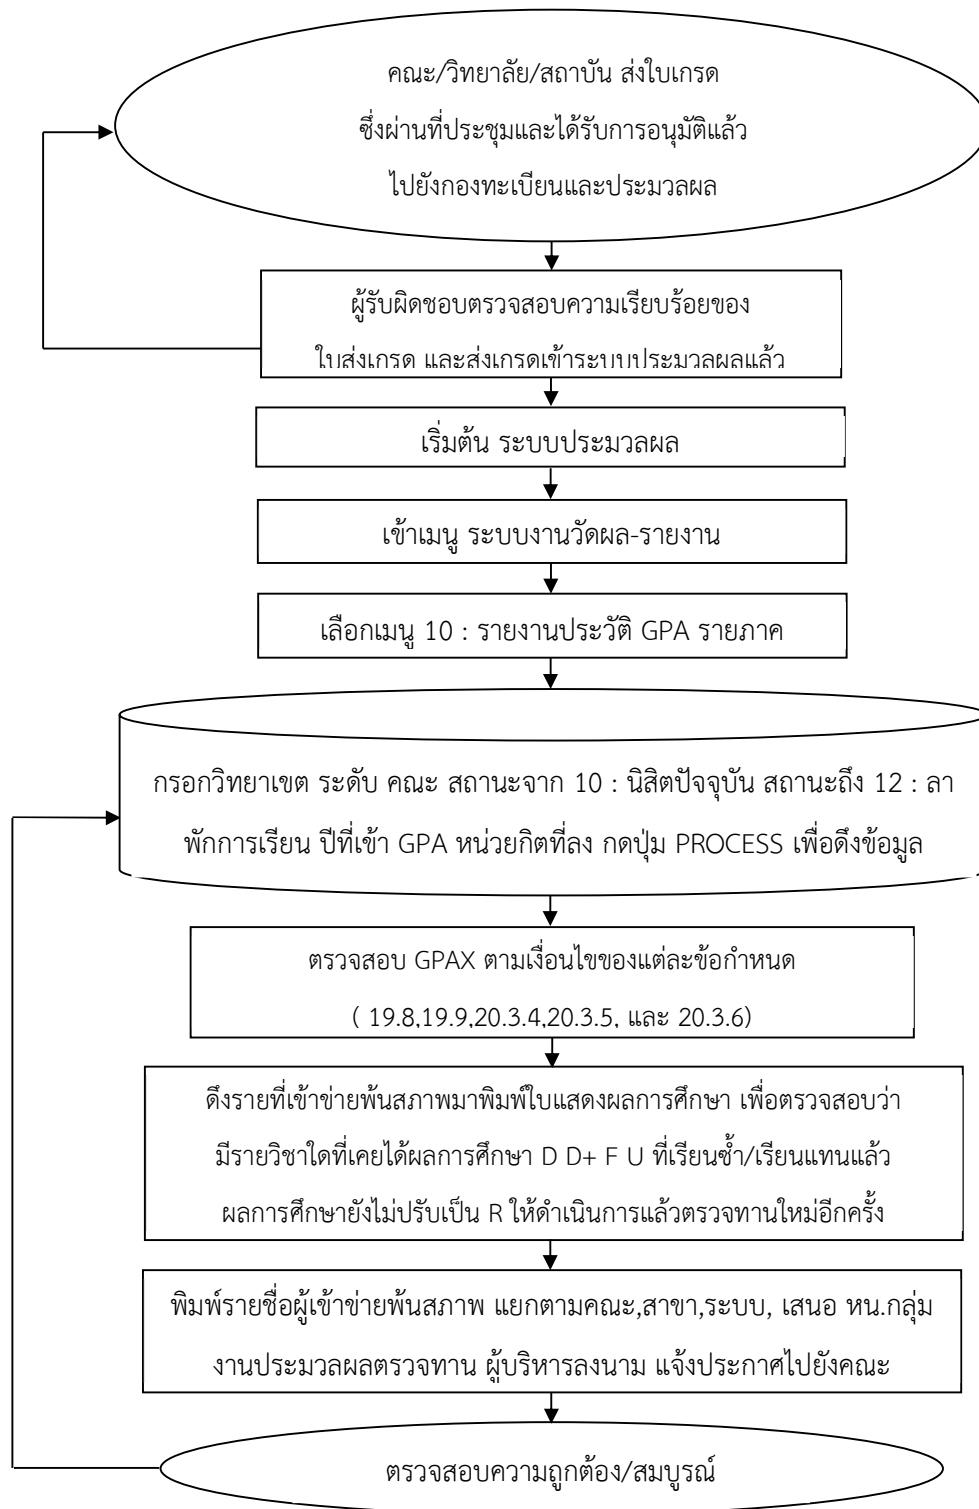 คณะ/วิทยาลัย/สถาบัน ส่งใบเกรด
ซึ่งผ่านที่ประชุมและได้รับการอนุมัติแล้ว
ไปยังกองทะเบียนและประมวลผล
ผู้รับผิดชอบตรวจสอบความเรียบร้อยของ
ใบส่งเกรด และส่งเกรดเข้าระบบประมวลผลแล้ว
เริ่มต้น ระบบประมวลผล
เข้าเมนู ระบบงานวัดผล-รายงาน
เลือกเมนู 10 : รายงานประวัติ GPA รายภาค
กรอกวิทยาเขต ระดับ คณะ สถานะจาก 10 : นิสิตปัจจุบัน สถานะถึง 12 : ลา
พักการเรียน ปีที่เข้า GPA หน่วยกิตที่ลง กดปุ่ม PROCESS เพื่อดึงข้อมูล
ตรวจสอบ GPAX ตามเงื่อนไขของแต่ละข้อกำหนด
( 19.8,19.9,20.3.4,20.3.5, และ 20.3.6)
ดึงรายที่เข้าข่ายพ้นสภาพมาพิมพ์ใบแสดงผลการศึกษา เพื่อตรวจสอบว่า
มีรายวิชาใดที่เคยได้ผลการศึกษา D D+ F U ที่เรียนซ้ำ/เรียนแทนแล้ว
ผลการศึกษายังไม่ปรับเป็น R ให้ดำเนินการแล้วตรวจทานใหม่อีกครั้ง
พิมพ์รายชื่อผู้เข้าข่ายพ้นสภาพ แยกตามคณะ,สาขา,ระบบ, เสนอ หน.กลุ่ม
งานประมวลผลตรวจทาน ผู้บริหารลงนาม แจ้งประกาศไปยังคณะ
ตรวจสอบความถูกต้อง/สมบูรณ์